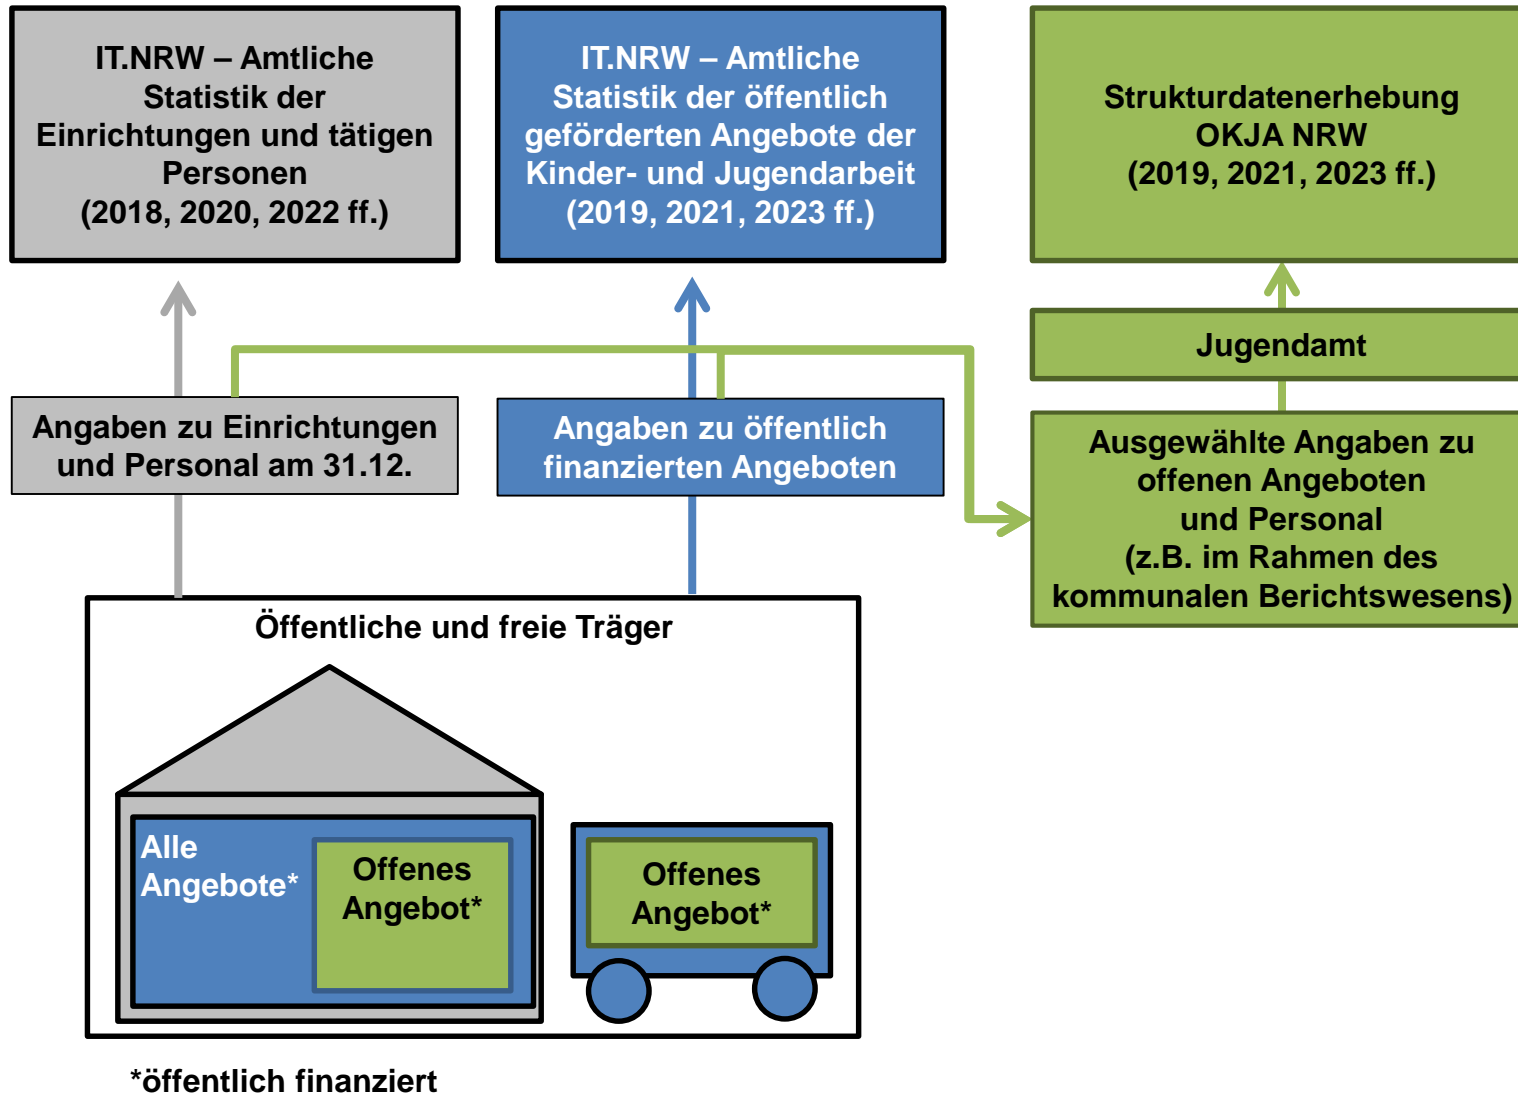 IT.NRW – Amtliche
Statistik der
Einrichtungen und tätigen
Personen
(2018, 2020, 2022 ff.)
IT.NRW – Amtliche
Statistik der öffentlich
geförderten Angebote der
Kinder- und Jugendarbeit
(2019, 2021, 2023 ff.)
Strukturdatenerhebung
OKJA NRW
(2019, 2021, 2023 ff.)
Jugendamt
Angaben zu Einrichtungen
und Personal am 31.12.
Angaben zu öffentlich
finanzierten Angeboten
Ausgewählte Angaben zu
offenen Angeboten
und Personal
(z.B. im Rahmen des
kommunalen Berichtswesens)
Öffentliche und freie Träger
Alle
Angebote*
Offenes
Angebot*
Offenes
Angebot*
*öffentlich finanziert